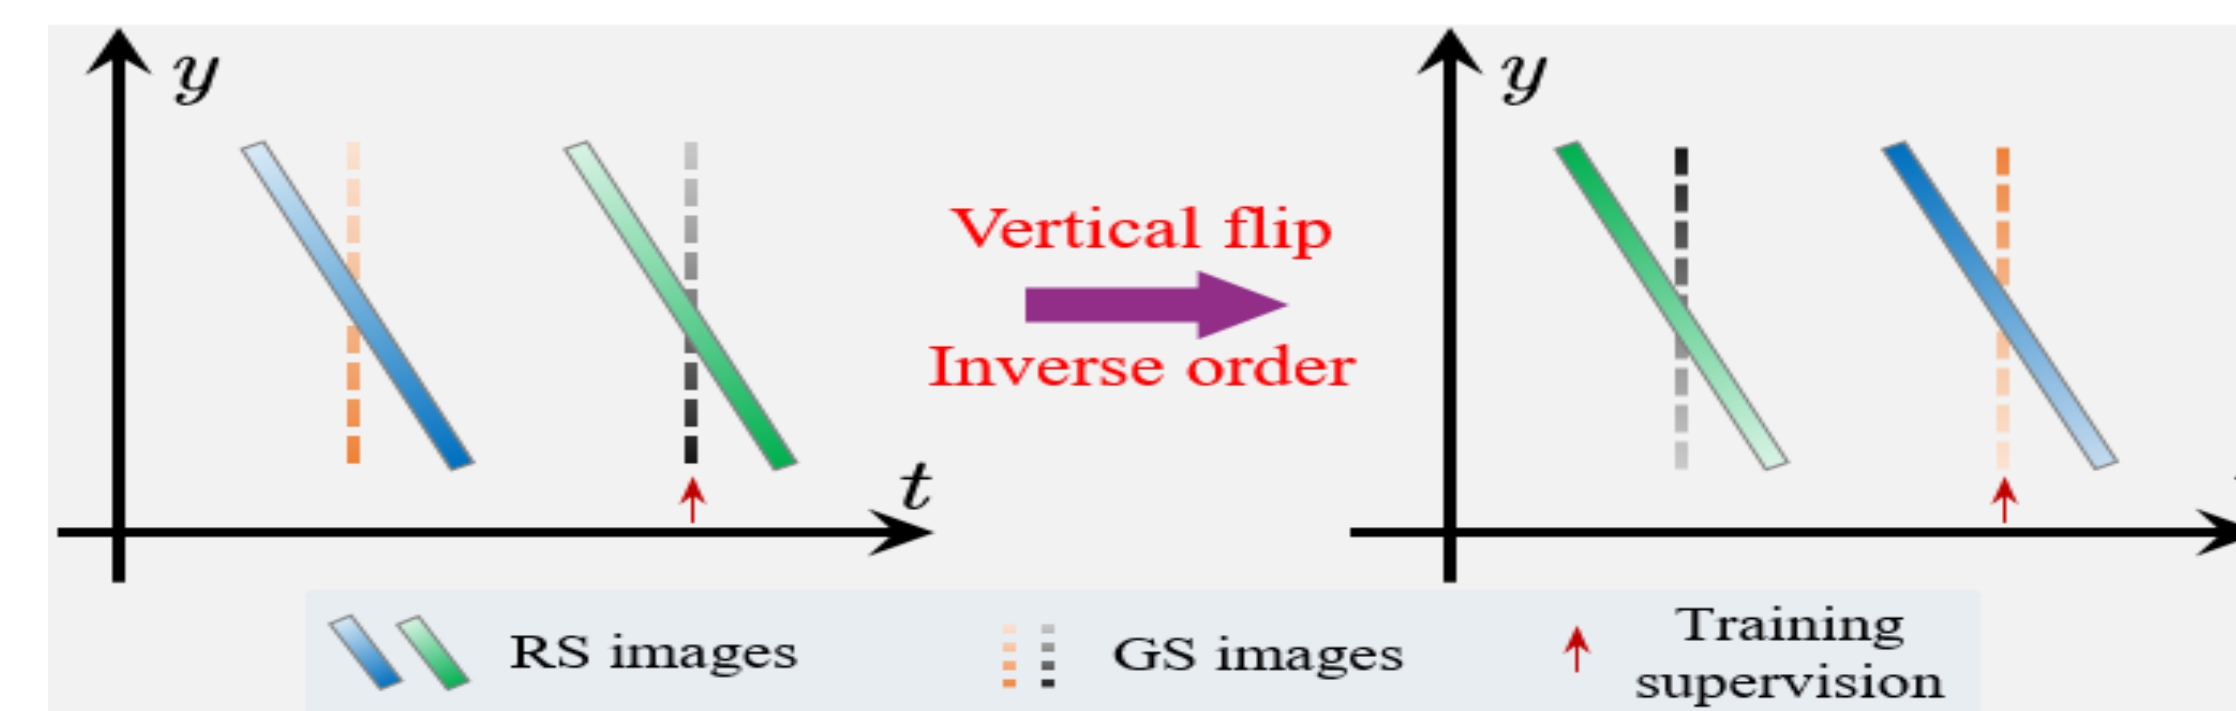 y
y
Vertical flip
Inverse order
t
RS images
GS images
Training
supervision